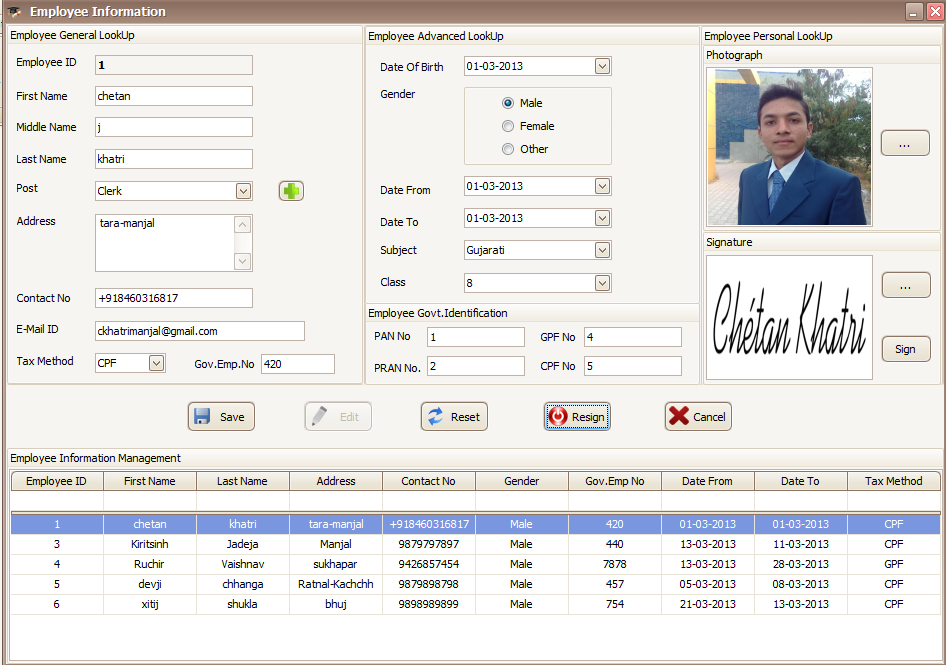 Employee Information
Employee General LookUp
Employee ID 1
First Name chetan
Middle Name j
Last Name khatri
Post Clerk
Address tara-manjal
Contact No +918460316817
E-Mail ID ckhatrimanjal@gmail.com
Tax Method CPF Gov.Emp.No 420
Employee Advanced LookUp
Date Of Birth 01-03-2013
Gender
Male
Female
Other
Date From 01-03-2013
Date To 01-03-2013
Subject Gujarati
Class 8
Employee Govt.Identification
PAN No 1 GPF No 4
PRAN No. 2 CPF No 5
Employee Personal LookUp
Photograph
...
Signature
...
Chétan Khatri
Sign
Save Edit Reset Resign Cancel
Employee Information Management
Employee ID First Name Last Name Address Contact No Gender Gov.Emp No Date From Date To Tax Method
1 chetan khatri tara-manjal +918460316817 Male 420 01-03-2013 01-03-2013 CPF
3 Kiritsinh Jadeja Manjal 9879797897 Male 440 13-03-2013 11-03-2013 CPF
4 Ruchir Vaishnav sukhapar 9426857454 Male 7878 13-03-2013 28-03-2013 GPF
5 devji chhanga Ratnal-Kachchh 9879898798 Male 457 05-03-2013 08-03-2013 CPF
6 xitij shukla bhuj 9898989899 Male 754 21-03-2013 13-03-2013 CPF